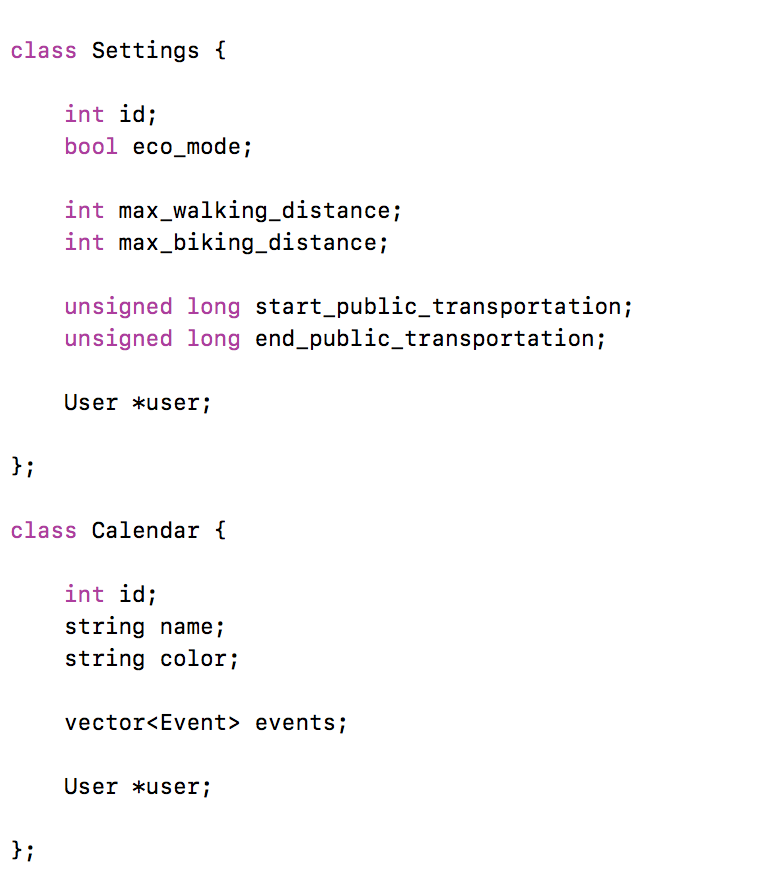 class Settings {
int id;
bool eco_mode;
int max_walking_distance;
int max_biking_distance;
unsigned long start_public_transportation;
unsigned long end_public_transportation;
User *user;
};
class Calendar {
int id;
string name;
string color;
vector<Event> events;
User *user;
};